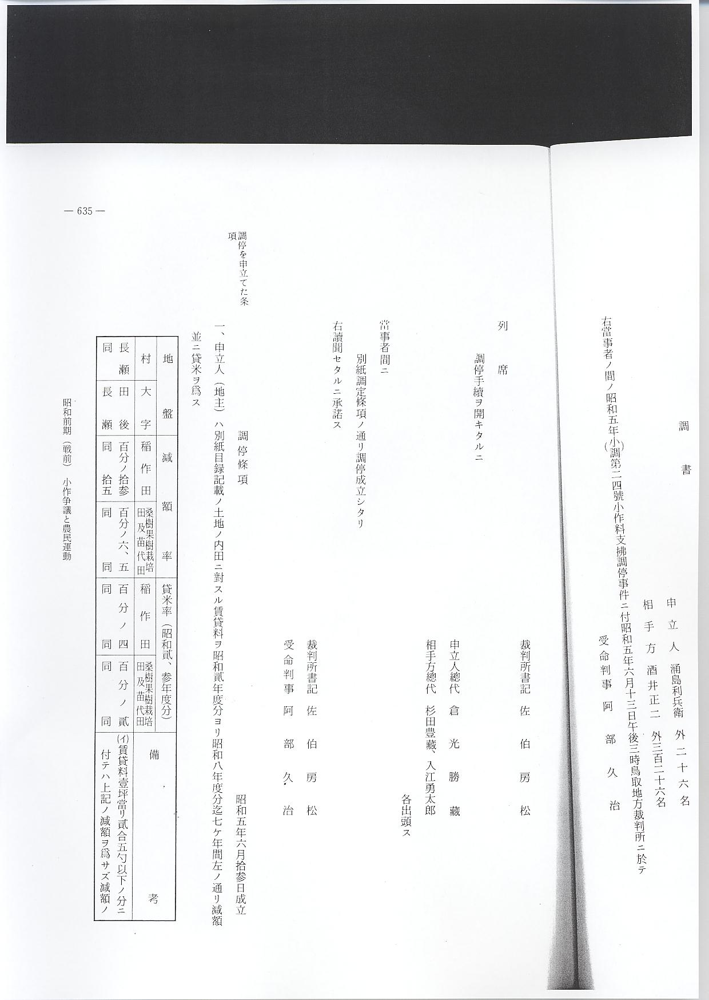 調書
申立人 涌島利兵衛 外二十六名
相手方 酒井正二 外三百二十六名
右當事者ノ間ノ昭和五年(小)調第二四號小作料支拂調停事件ニ付昭和五年六月十三日午後三時鳥取地方裁判所ニ於テ
受命判事 阿部久治
裁判所書記 佐伯房松
列席
調停手續ヲ開キタルニ
申立人總代 倉光勝藏
相手方總代 杉田豊藏、入江勇太郎
各出頭ス
當事者間ニ
別紙調定條項ノ通リ調停成立シタリ
右讀聞セタルニ承諾ス
裁判所書記 佐伯房松
受命判事 阿部久治
調停を申立てた条
項
調停條項
昭和五年六月拾参日成立
一、申立人(地主)ハ別紙目録記載ノ土地ノ内田ニ對スル賃貸料ヲ昭和貳年度分ヨリ昭和八年度分迄七ケ年間左ノ通リ減額
並ニ貸米ヲ爲ス
地盤 減額率 貸米率(昭和貳、参年度分) 備考
村 大字 稲作田 桑樹果樹栽培田及苗代田 稲作田 桑樹果樹栽培田及苗代田
長瀬 田後 百分ノ拾参 百分ノ六、五 百分ノ四 百分ノ貳 (イ)賃貸料壹坪當リ貳合五勺以下ノ分ニ
同 長瀬 同 拾五 同 同 同 同 同 同 付テハ上記ノ減額ヲ爲サズ減額ノ
昭和前期(戦前) 小作争議と農民運動
— 635 —